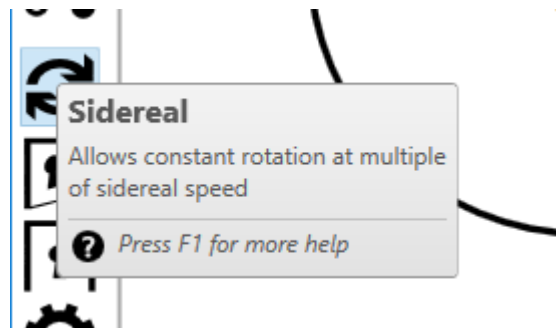 Sidereal
Allows constant rotation at multiple
of sidereal speed
Press F1 for more help